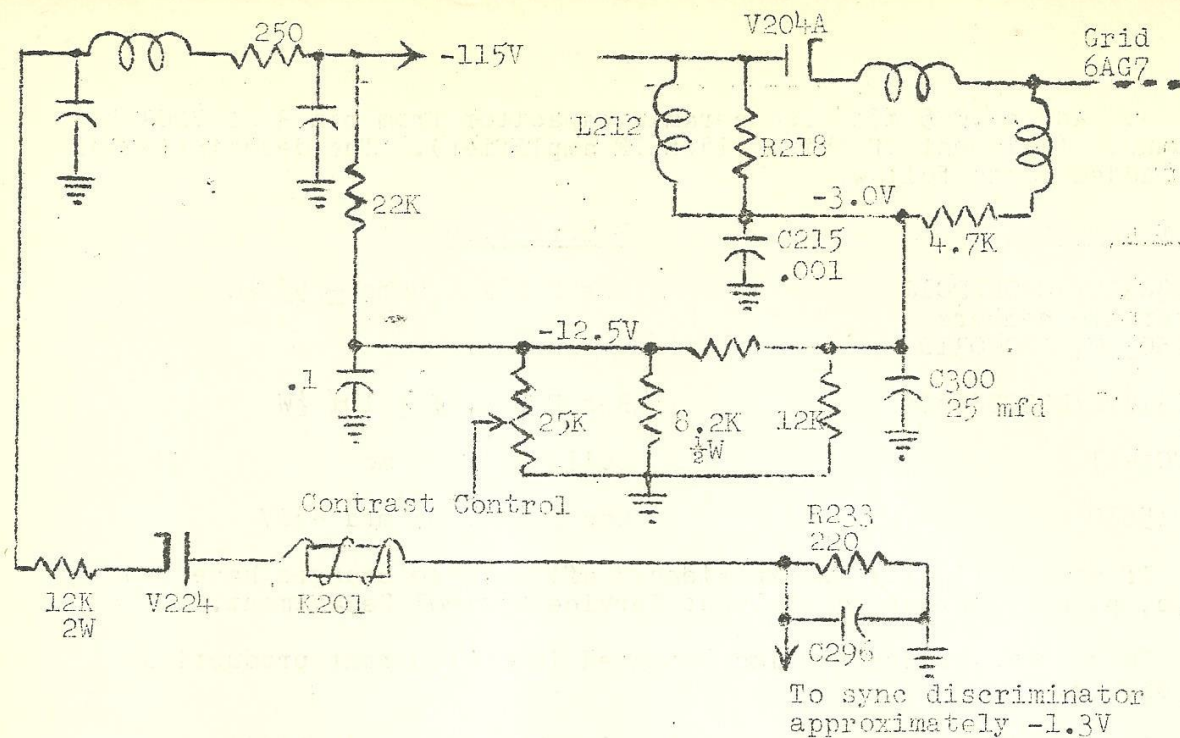 250
-115V
V204A
Grid
6AG7
L212
R218
22K
-3.0V
4.7K
C215
.001
-12.5V
.1
25K
8.2K
½W
12K
C300
25 mfd
Contrast Control
R233
220
12K
2W
V224
K201
C296
To sync discriminator
approximately -1.3V